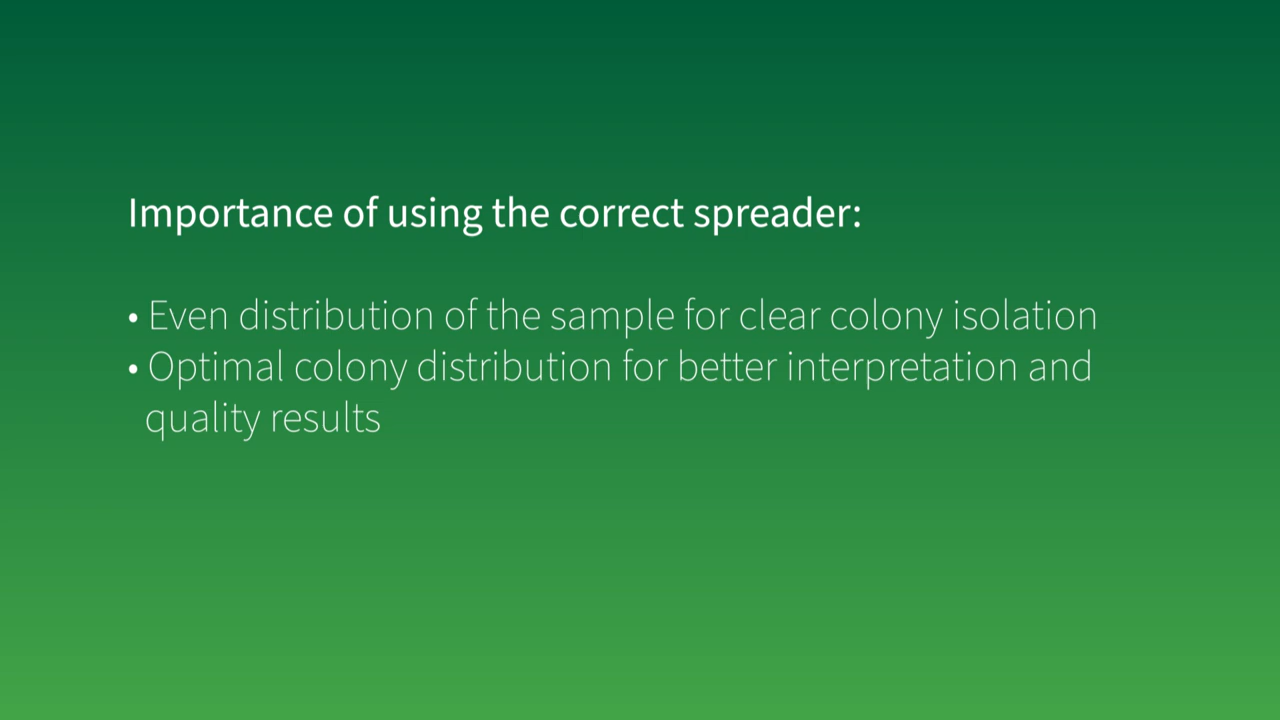 Importance of using the correct spreader:
• Even distribution of the sample for clear colony isolation
• Optimal colony distribution for better interpretation and
quality results